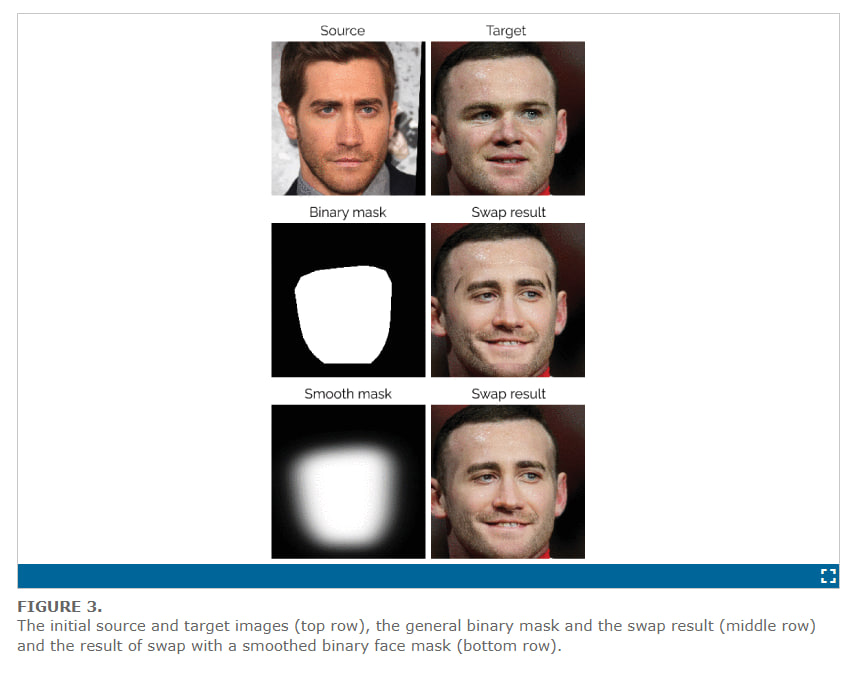 Source Target
Binary mask Swap result
Smooth mask Swap result
FIGURE 3.
The initial source and target images (top row), the general binary mask and the swap result (middle row)
and the result of swap with a smoothed binary face mask (bottom row).